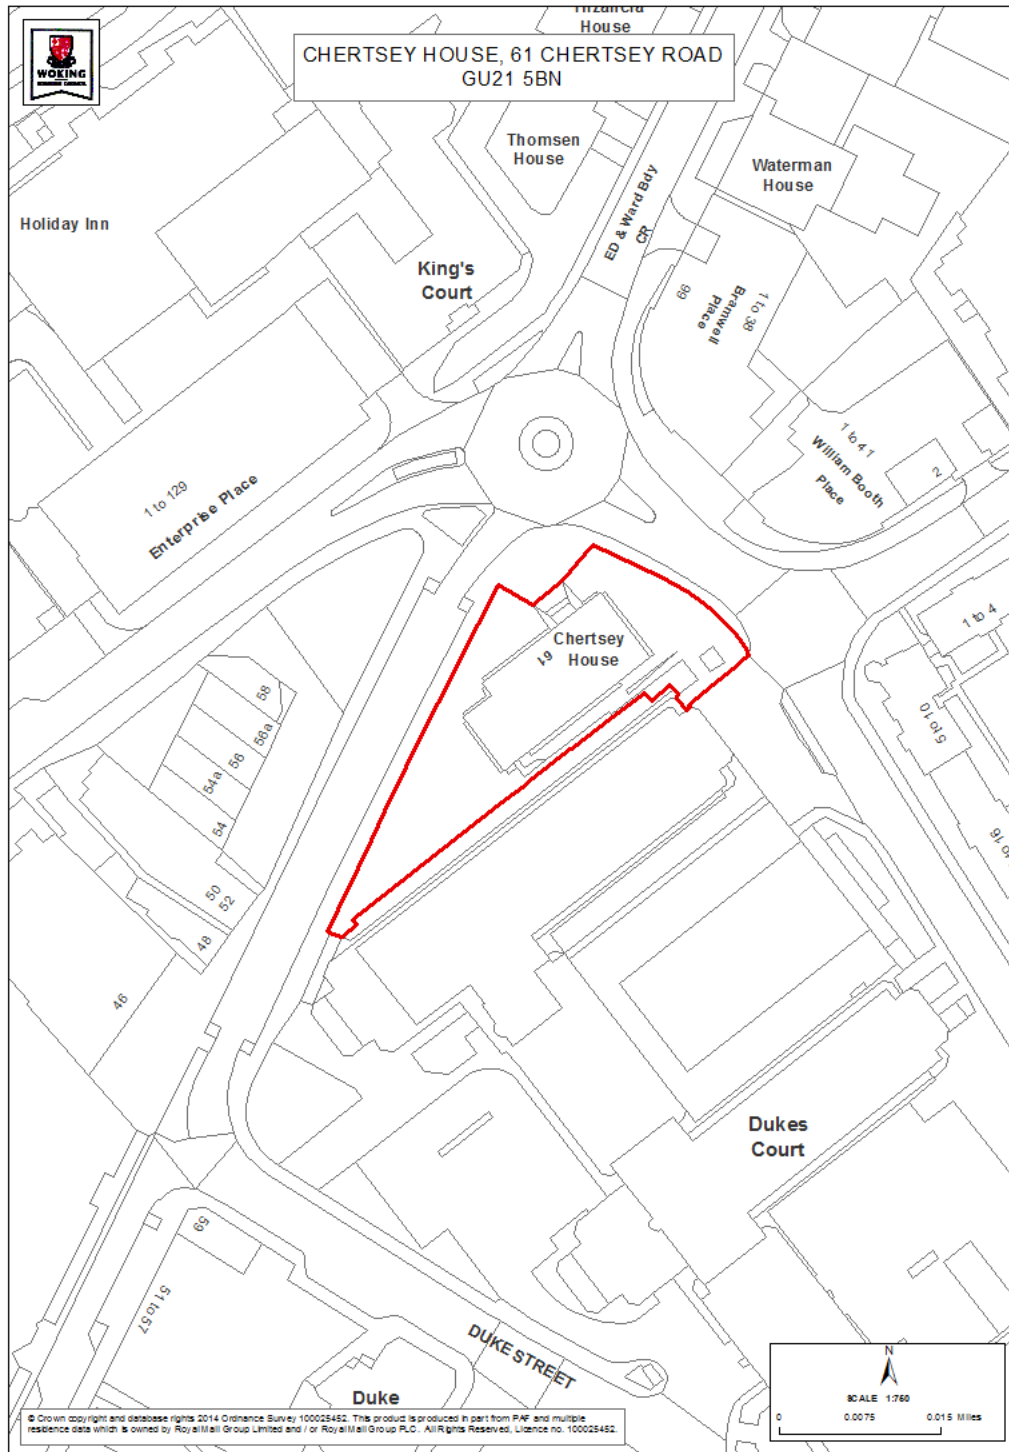 WOKING
BOROUGH COUNCIL
CHERTSEY HOUSE, 61 CHERTSEY ROAD
GU21 5BN
House
Thomsen
House
Waterman
House
Holiday Inn
ED & Ward Bdy
CR
King's
Court
99
1 to 38
Bramwell
Place
1 to 41
William Booth
Place
2
1 to 129
Enterprise Place
Chertsey
House
61
1 to 4
5 to 10
58
56a
56
54a
54
50
52
48
46
Dukes
Court
59
51 to 57
DUKE STREET
Duke
N
SCALE 1:750
0 0.0075 0.015 Miles
© Crown copyright and database rights 2014 Ordnance Survey 100025452. This product is produced in part from PAF and multiple
residence data which is owned by Royal Mail Group Limited and / or Royal Mail Group PLC. All Rights Reserved, Licence no. 100025452.